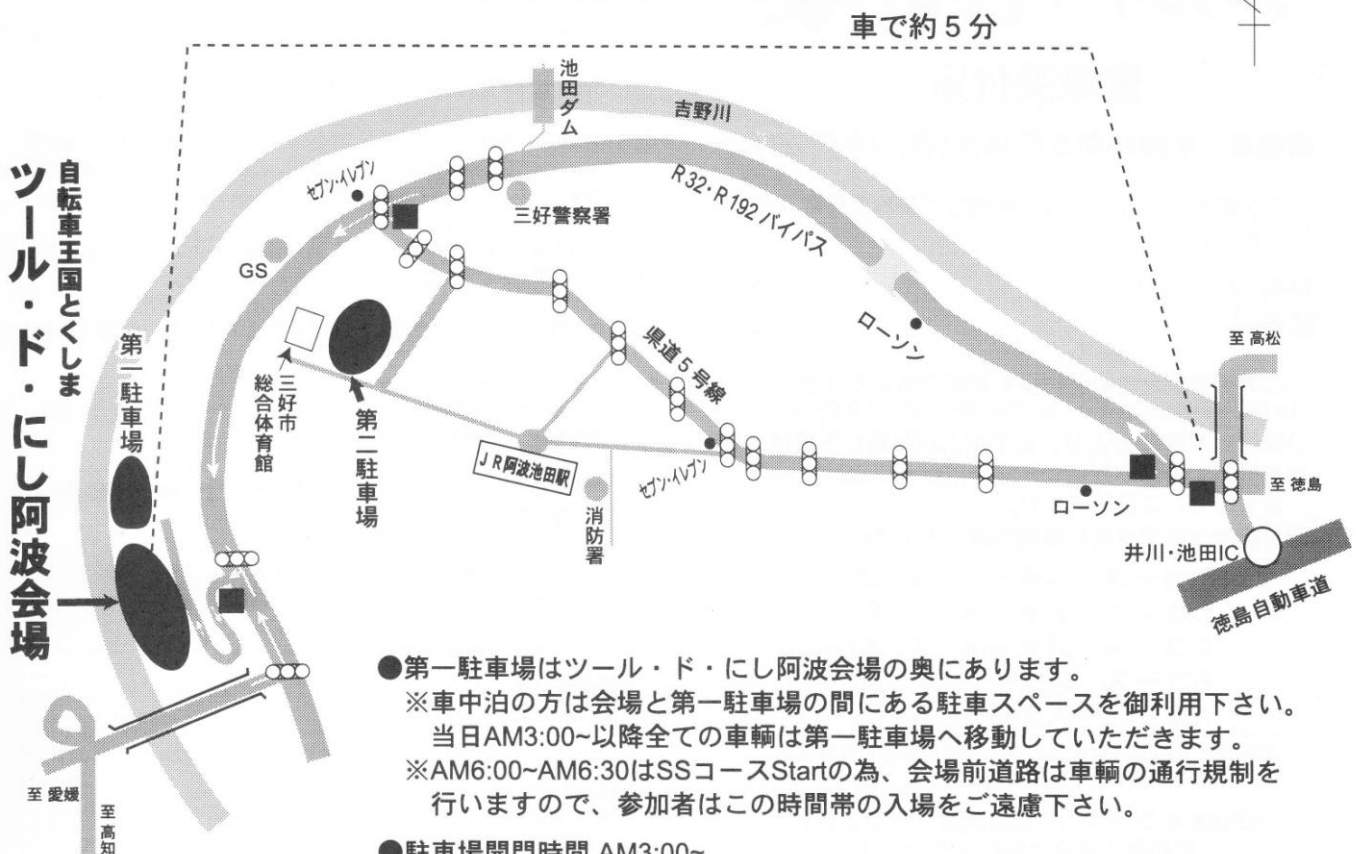 車で約5分
池田ダム
吉野川
セブン-イレブン
三好警察署
R32・R192 バイパス
GS
自転車王国とくしま
ツール・ド・にし阿波会場
第一駐車場
三好市
総合体育館
第二駐車場
県道5号線
ローソン
至 高松
JR阿波池田駅
消防署
セブン-イレブン
ローソン
至 徳島
井川・池田IC
徳島自動車道
至 愛媛
至 高知
●第一駐車場はツール・ド・にし阿波会場の奥にあります。
※車中泊の方は会場と第一駐車場の間にある駐車スペースを御利用下さい。
当日AM3:00~以降全ての車輌は第一駐車場へ移動していただきます。
※AM6:00~AM6:30はSSコースStartの為、会場前道路は車輌の通行規制を
行いますので、参加者はこの時間帯の入場をご遠慮下さい。
●駐車場開門時間 AM3:00~